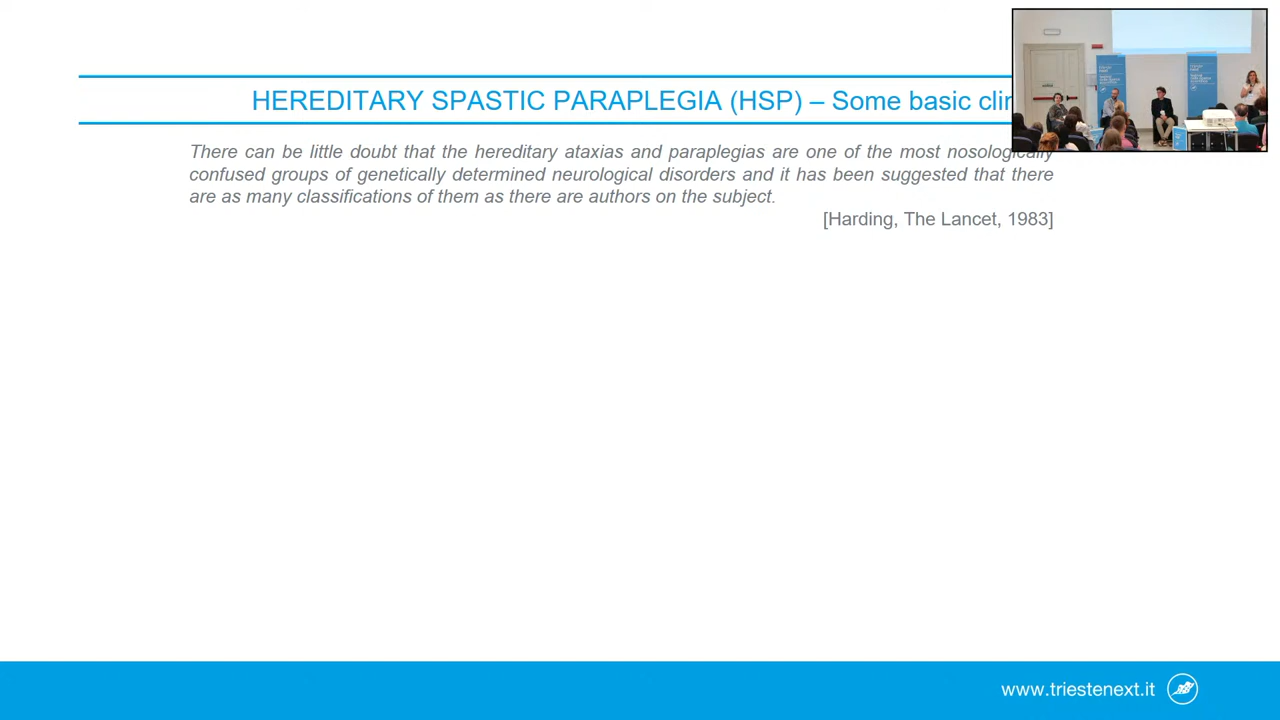 HEREDITARY SPASTIC PARAPLEGIA (HSP) – Some basic
There can be little doubt that the hereditary ataxias and paraplegias are one of the most nosologically
confused groups of genetically determined neurological disorders and it has been suggested that there
are as many classifications of them as there are authors on the subject.
[Harding, The Lancet, 1983]
www.triestenext.it